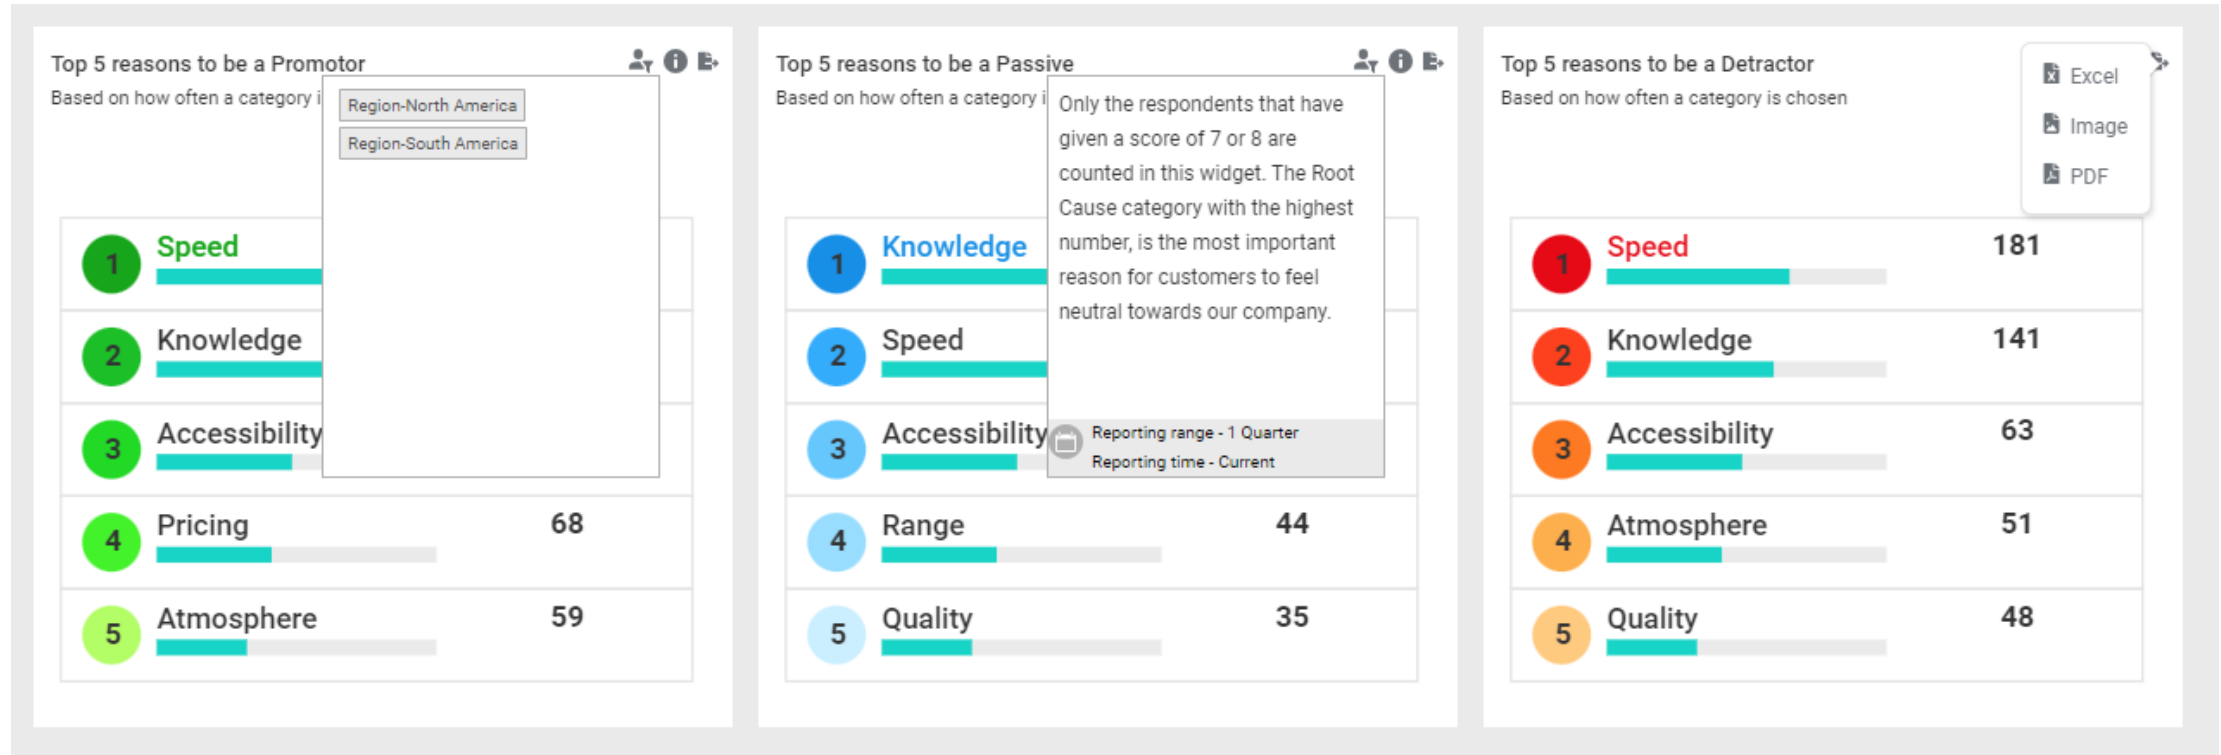 Top 5 reasons to be a Promotor
Based on how often a category i
Region-North America
Region-South America
1
Speed
2
Knowledge
3
Accessibility
4
Pricing
68
5
Atmosphere
59
Top 5 reasons to be a Passive
Based on how often a category i
Only the respondents that have
given a score of 7 or 8 are
counted in this widget. The Root
Cause category with the highest
number, is the most important
reason for customers to feel
neutral towards our company.
Reporting range - 1 Quarter
Reporting time - Current
1
Knowledge
2
Speed
3
Accessibility
4
Range
44
5
Quality
35
Top 5 reasons to be a Detractor
Based on how often a category is chosen
Excel
Image
PDF
1
Speed
181
2
Knowledge
141
3
Accessibility
63
4
Atmosphere
51
5
Quality
48